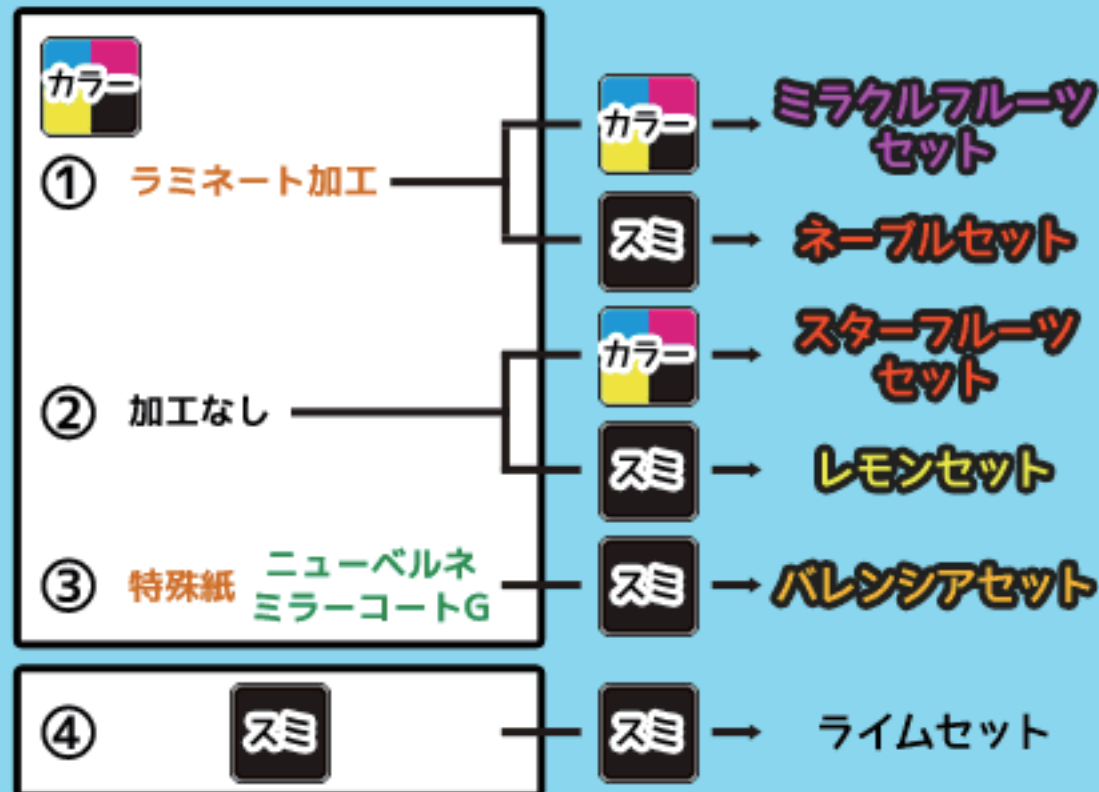 カラー
① ラミネート加工
カラー
ミラクルフルーツ
セット
スミ
ネーブルセット
② 加工なし
カラー
スターフルーツ
セット
スミ
レモンセット
③ 特殊紙
ニューベルネ
ミラーコートG
スミ
バレンシアセット
④ スミ
スミ
ライムセット